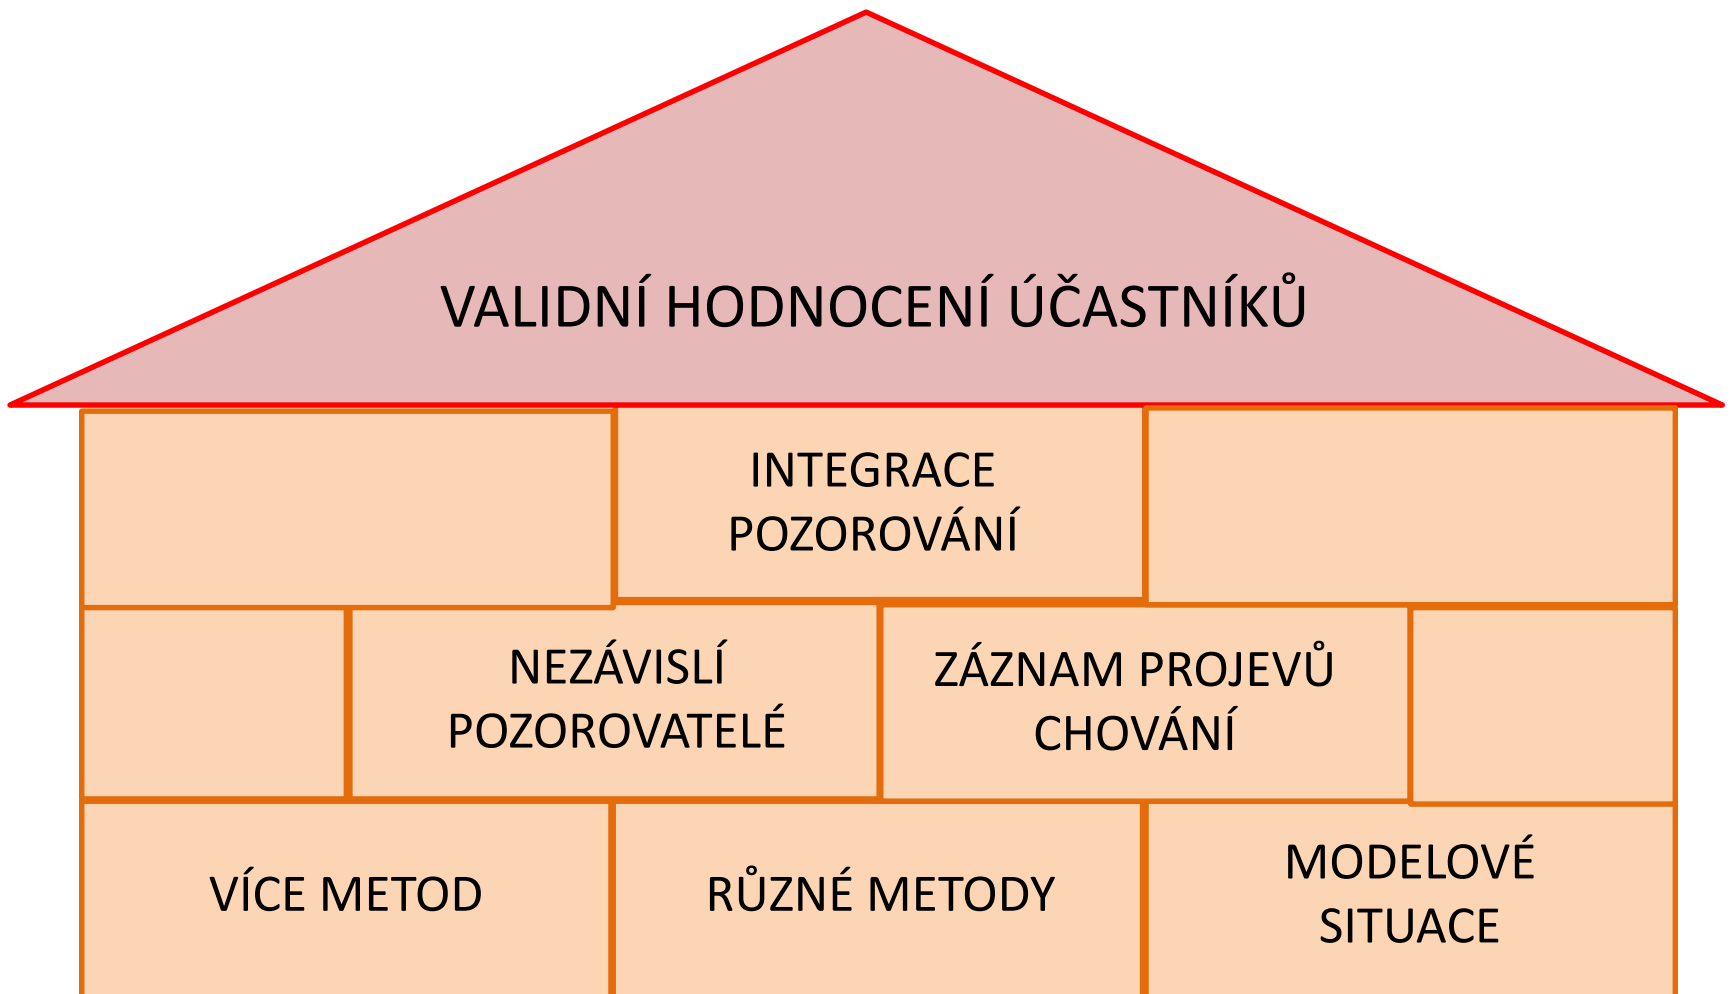 VALIDNÍ HODNOCENÍ ÚČASTNÍKŮ
INTEGRACE
POZOROVÁNÍ
NEZÁVISLÍ
POZOROVATELÉ
ZÁZNAM PROJEVŮ
CHOVÁNÍ
VÍCE METOD
RŮZNÉ METODY
MODELOVÉ
SITUACE